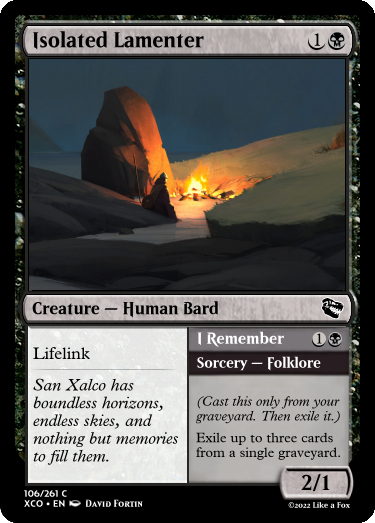 Isolated Lamenter 1
Creature — Human Bard
Lifelink
San Xalco has
boundless horizons,
endless skies, and
nothing but memories
to fill them.
I Remember 1
Sorcery — Folklore
(Cast this only from your
graveyard. Then exile it.)
Exile up to three cards
from a single graveyard.
2/1
106/261 C
XCO • EN David Fortin
©2022 Like a Fox